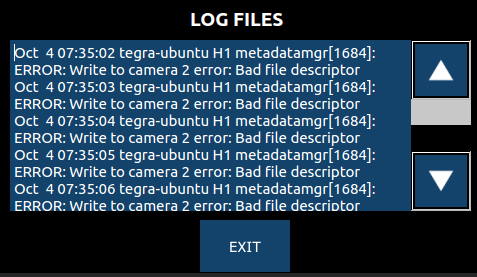 LOG FILES
Oct  4 07:35:02 tegra-ubuntu H1 metadatamgr[1684]:
ERROR: Write to camera 2 error: Bad file descriptor
Oct  4 07:35:03 tegra-ubuntu H1 metadatamgr[1684]:
ERROR: Write to camera 2 error: Bad file descriptor
Oct  4 07:35:04 tegra-ubuntu H1 metadatamgr[1684]:
ERROR: Write to camera 2 error: Bad file descriptor
Oct  4 07:35:05 tegra-ubuntu H1 metadatamgr[1684]:
ERROR: Write to camera 2 error: Bad file descriptor
Oct  4 07:35:06 tegra-ubuntu H1 metadatamgr[1684]:
ERROR: Write to camera 2 error: Bad file descriptor
EXIT